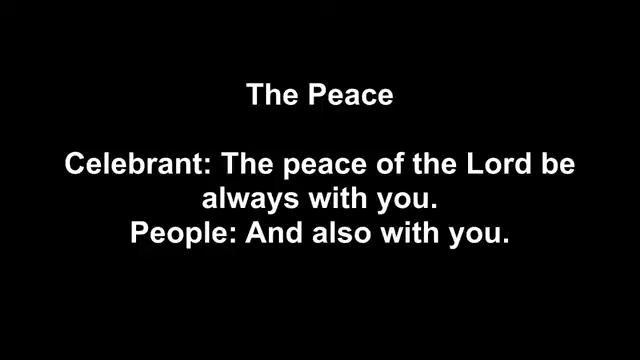 The Peace
Celebrant: The peace of the Lord be
always with you.
People: And also with you.